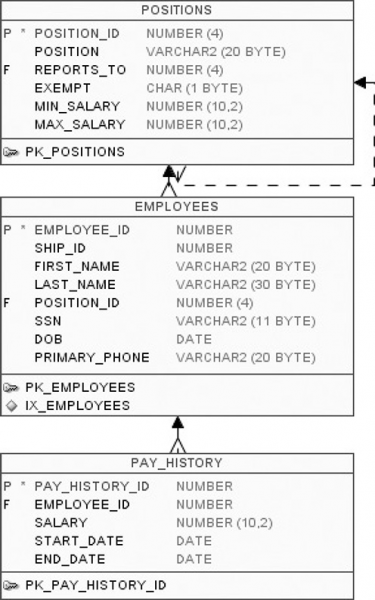 POSITIONS
P * POSITION_ID NUMBER (4)
POSITION VARCHAR2 (20 BYTE)
F REPORTS_TO NUMBER (4)
EXEMPT CHAR (1 BYTE)
MIN_SALARY NUMBER (10,2)
MAX_SALARY NUMBER (10,2)
PK_POSITIONS
EMPLOYEES
P * EMPLOYEE_ID NUMBER
SHIP_ID NUMBER
FIRST_NAME VARCHAR2 (20 BYTE)
LAST_NAME VARCHAR2 (30 BYTE)
F POSITION_ID NUMBER (4)
SSN VARCHAR2 (11 BYTE)
DOB DATE
PRIMARY_PHONE VARCHAR2 (20 BYTE)
PK_EMPLOYEES
IX_EMPLOYEES
PAY_HISTORY
P * PAY_HISTORY_ID NUMBER
F EMPLOYEE_ID NUMBER
SALARY NUMBER (10,2)
START_DATE DATE
END_DATE DATE
PK_PAY_HISTORY_ID